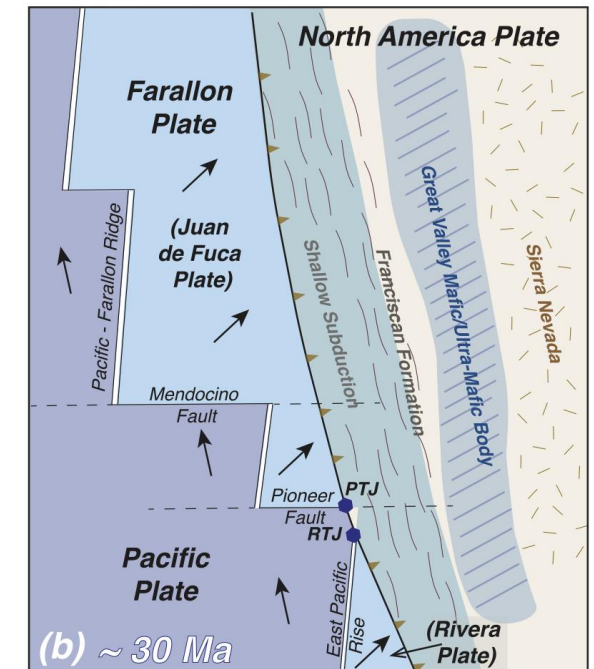 North America Plate
Farallon
Plate
(Juan
de Fuca
Plate)
Pacific - Farallon Ridge
Shallow Subduction
Franciscan Formation
Great Valley Mafic/Ultra-Mafic Body
Sierra Nevada
Mendocino
Fault
Pioneer
Fault
PTJ
RTJ
Pacific
Plate
East Pacific
Rise
(Rivera
Plate)
(b) ~ 30 Ma